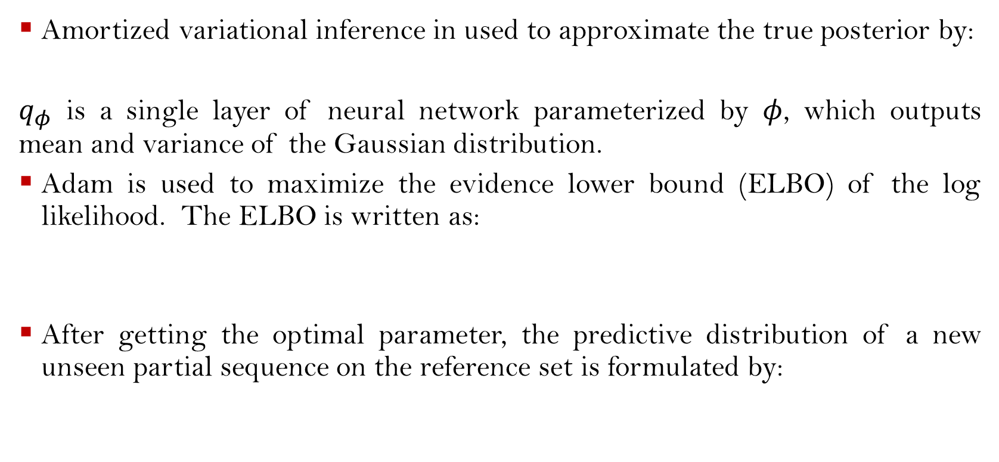 ▪ Amortized variational inference in used to approximate the true posterior by:
qϕ is a single layer of neural network parameterized by ϕ, which outputs
mean and variance of the Gaussian distribution.
▪ Adam is used to maximize the evidence lower bound (ELBO) of the log
likelihood. The ELBO is written as:
▪ After getting the optimal parameter, the predictive distribution of a new
unseen partial sequence on the reference set is formulated by: